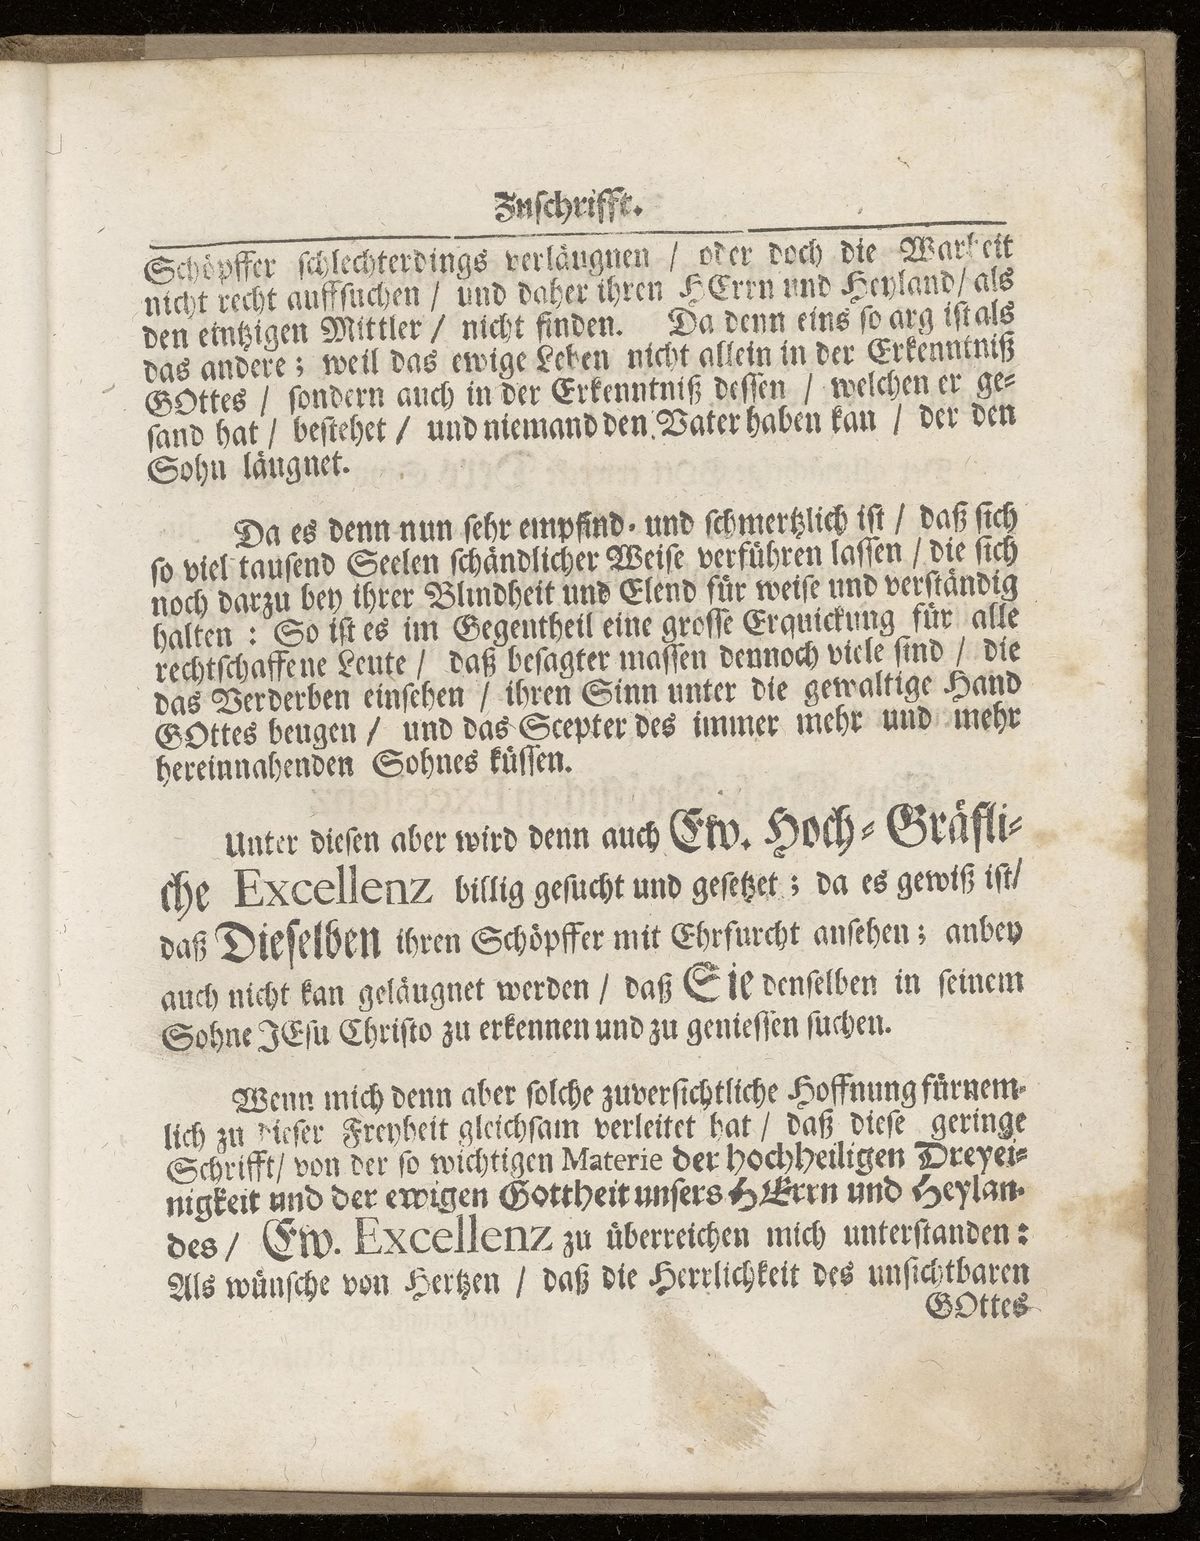 Zuschrifft.
Schöpffer schlechterdings verläugnen / oder doch die Warheit
nicht recht auffsuchen / und daher ihren HErrn und Heyland / als
den eintzigen Mittler / nicht finden. Da denn eins so arg ist als
das andere ; weil das ewige Leben nicht allein in der Erkenntniß
GOttes / sondern auch in der Erkenntniß dessen / welchen er ge=
sand hat / bestehet / und niemand den Vater haben kan / der den
Sohn läugnet.
Da es denn nun sehr empfind= und schmertzlich ist / daß sich
so viel tausend Seelen schändlicher Weise verführen lassen / die sich
noch darzu bey ihrer Blindheit und Elend für weise und verständig
halten : So ist es im Gegentheil eine grosse Erquickung für alle
rechtschaffene Leute / daß besagter massen dennoch viele sind / die
das Verderben einsehen / ihren Sinn unter die gewaltige Hand
GOttes beugen / und das Scepter des immer mehr und mehr
hereinnahenden Sohnes küssen.
Unter diesen aber wird denn auch Ew. Hoch=Gräfli=
che Excellenz billig gesucht und gesetzet ; da es gewiß ist /
daß Dieselben ihren Schöpffer mit Ehrfurcht ansehen ; anbey
auch nicht kan geläugnet werden / daß Sie denselben in seinem
Sohne JEsu Christo zu erkennen und zu geniessen suchen.
Wenn mich denn aber solche zuversichtliche Hoffnung fürnem=
lich zu dieser Freyheit gleichsam verleitet hat / daß diese geringe
Schrifft / von der so wichtigen Materie der hochheiligen Dreyei=
nigkeit und der ewigen Gottheit unsers HErrn und Heylan=
des / Ew. Excellenz zu überreichen mich unterstanden :
Als wünsche von Hertzen / daß die Herrlichkeit des unsichtbaren
GOttes